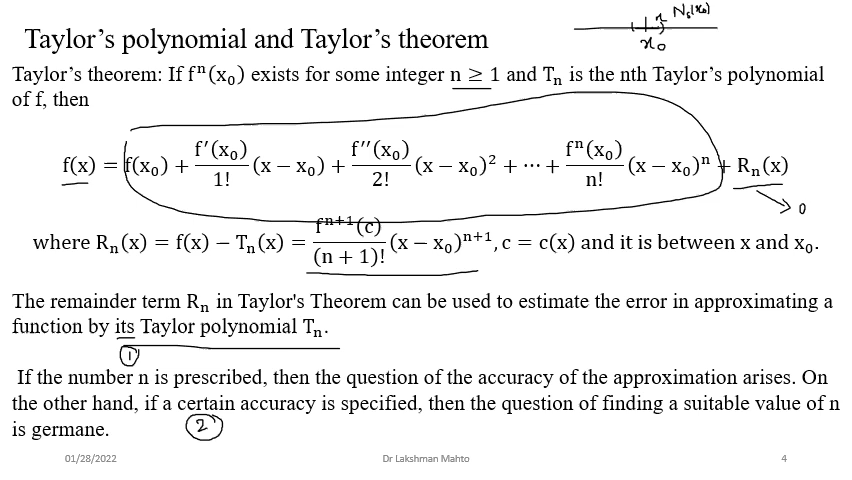 N₈(x₀)
x₀
Taylor's polynomial and Taylor's theorem
Taylor's theorem: If fⁿ(x₀) exists for some integer n ≥ 1 and Tₙ is the nth Taylor's polynomial
of f, then
f(x) = f(x₀) + f′(x₀)/1! (x − x₀) + f′′(x₀)/2! (x − x₀)² + ⋯ + fⁿ(x₀)/n! (x − x₀)ⁿ + Rₙ(x)
0
where Rₙ(x) = f(x) − Tₙ(x) = fⁿ⁺¹(c)/(n + 1)! (x − x₀)ⁿ⁺¹, c = c(x) and it is between x and x₀.
The remainder term Rₙ in Taylor's Theorem can be used to estimate the error in approximating a
function by its Taylor polynomial Tₙ.
1
If the number n is prescribed, then the question of the accuracy of the approximation arises. On
the other hand, if a certain accuracy is specified, then the question of finding a suitable value of n
is germane.
2
01/28/2022 Dr Lakshman Mahto 4